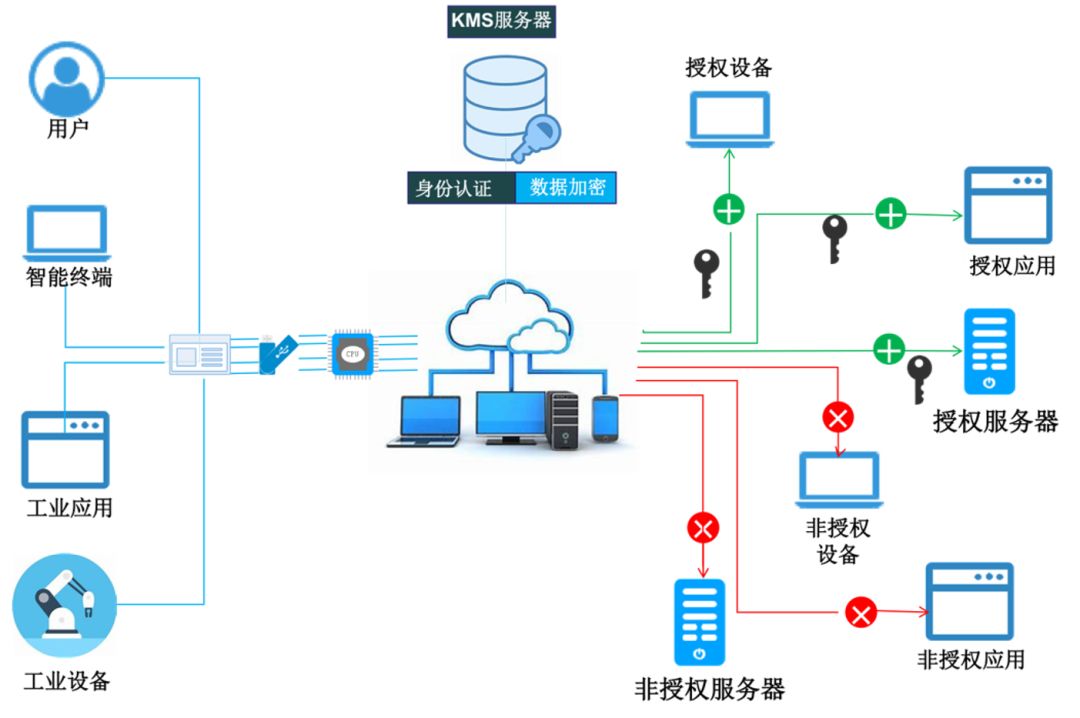 KMS服务器
身份认证
数据加密
用户
智能终端
工业应用
工业设备
CPU
授权设备
授权应用
授权服务器
非授权
设备
非授权应用
非授权服务器